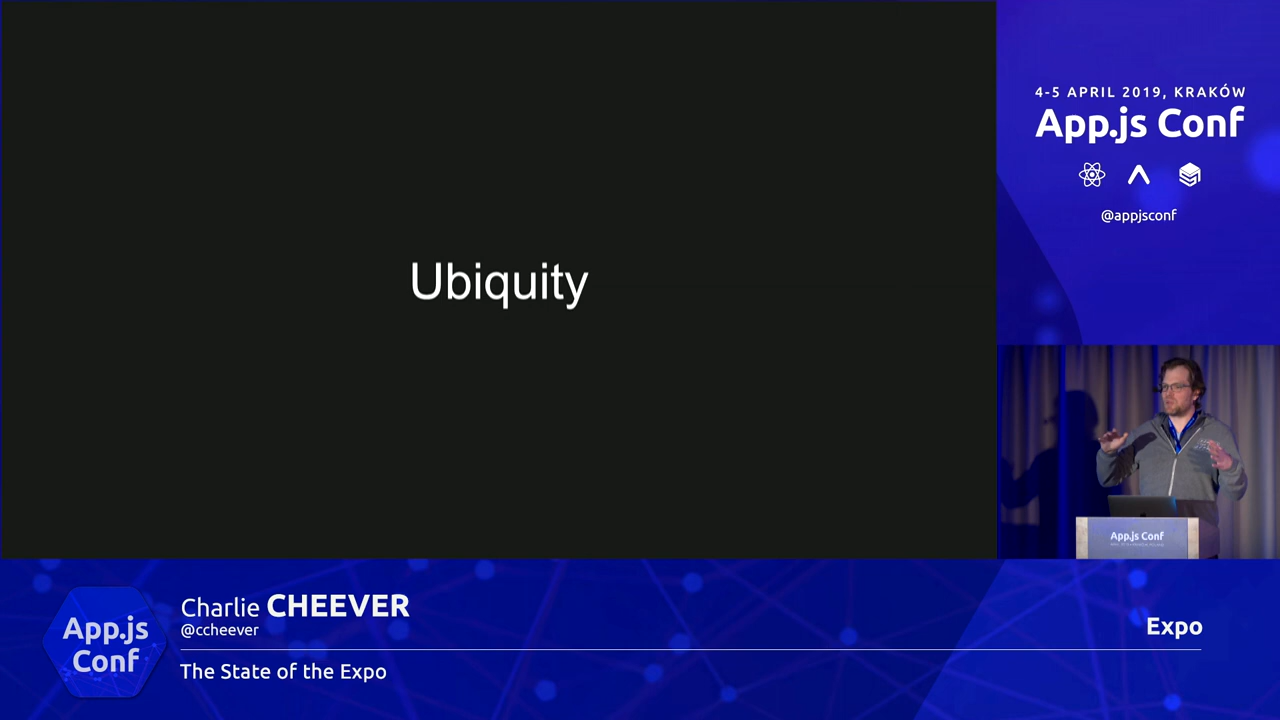 Ubiquity
4-5 APRIL 2019, KRAKÓW
App.js Conf
@appjsconf
App.js Conf
Charlie CHEEVER
@ccheever
The State of the Expo
Expo
App.js
Conf